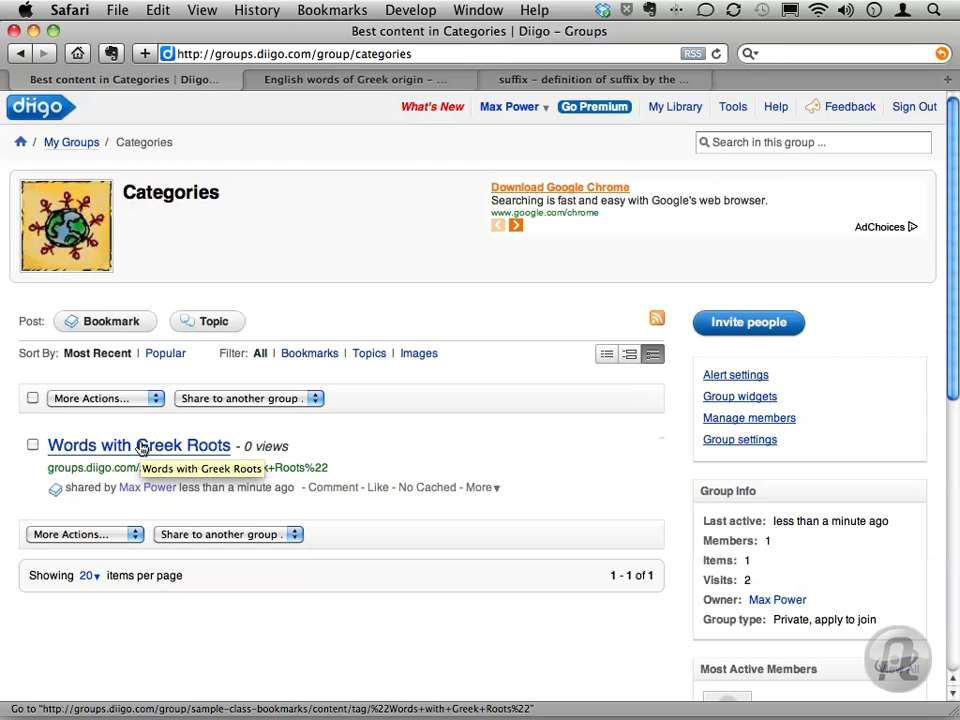 Safari File Edit View History Bookmarks Develop Window Help
Best content in Categories | Diigo - Groups
http://groups.diigo.com/group/categories RSS
Best content in Categories | Diigo... English words of Greek origin - ... suffix - definition of suffix by the ...
diigo What's New Max Power Go Premium My Library Tools Help Feedback Sign Out
/ My Groups / Categories Search in this group ...
Categories
Download Google Chrome
Searching is fast and easy with Google's web browser.
www.google.com/chrome
AdChoices
Post: Bookmark Topic
Invite people
Sort By: Most Recent | Popular Filter: All | Bookmarks | Topics | Images
Alert settings
More Actions... Share to another group .
Group widgets
Manage members
Group settings
Words with Greek Roots - 0 views
groups.diigo.com/ k+Roots%22
Words with Greek Roots
shared by Max Power less than a minute ago - Comment - Like - No Cached - More
Group Info
Last active: less than a minute ago
More Actions... Share to another group .
Members: 1
Items: 1
Showing 20 items per page 1 - 1 of 1
Visits: 2
Owner: Max Power
Group type: Private, apply to join
Most Active Members
View All
Go to "http://groups.diigo.com/group/sample-class-bookmarks/content/tag/%22Words+with+Greek+Roots%22"